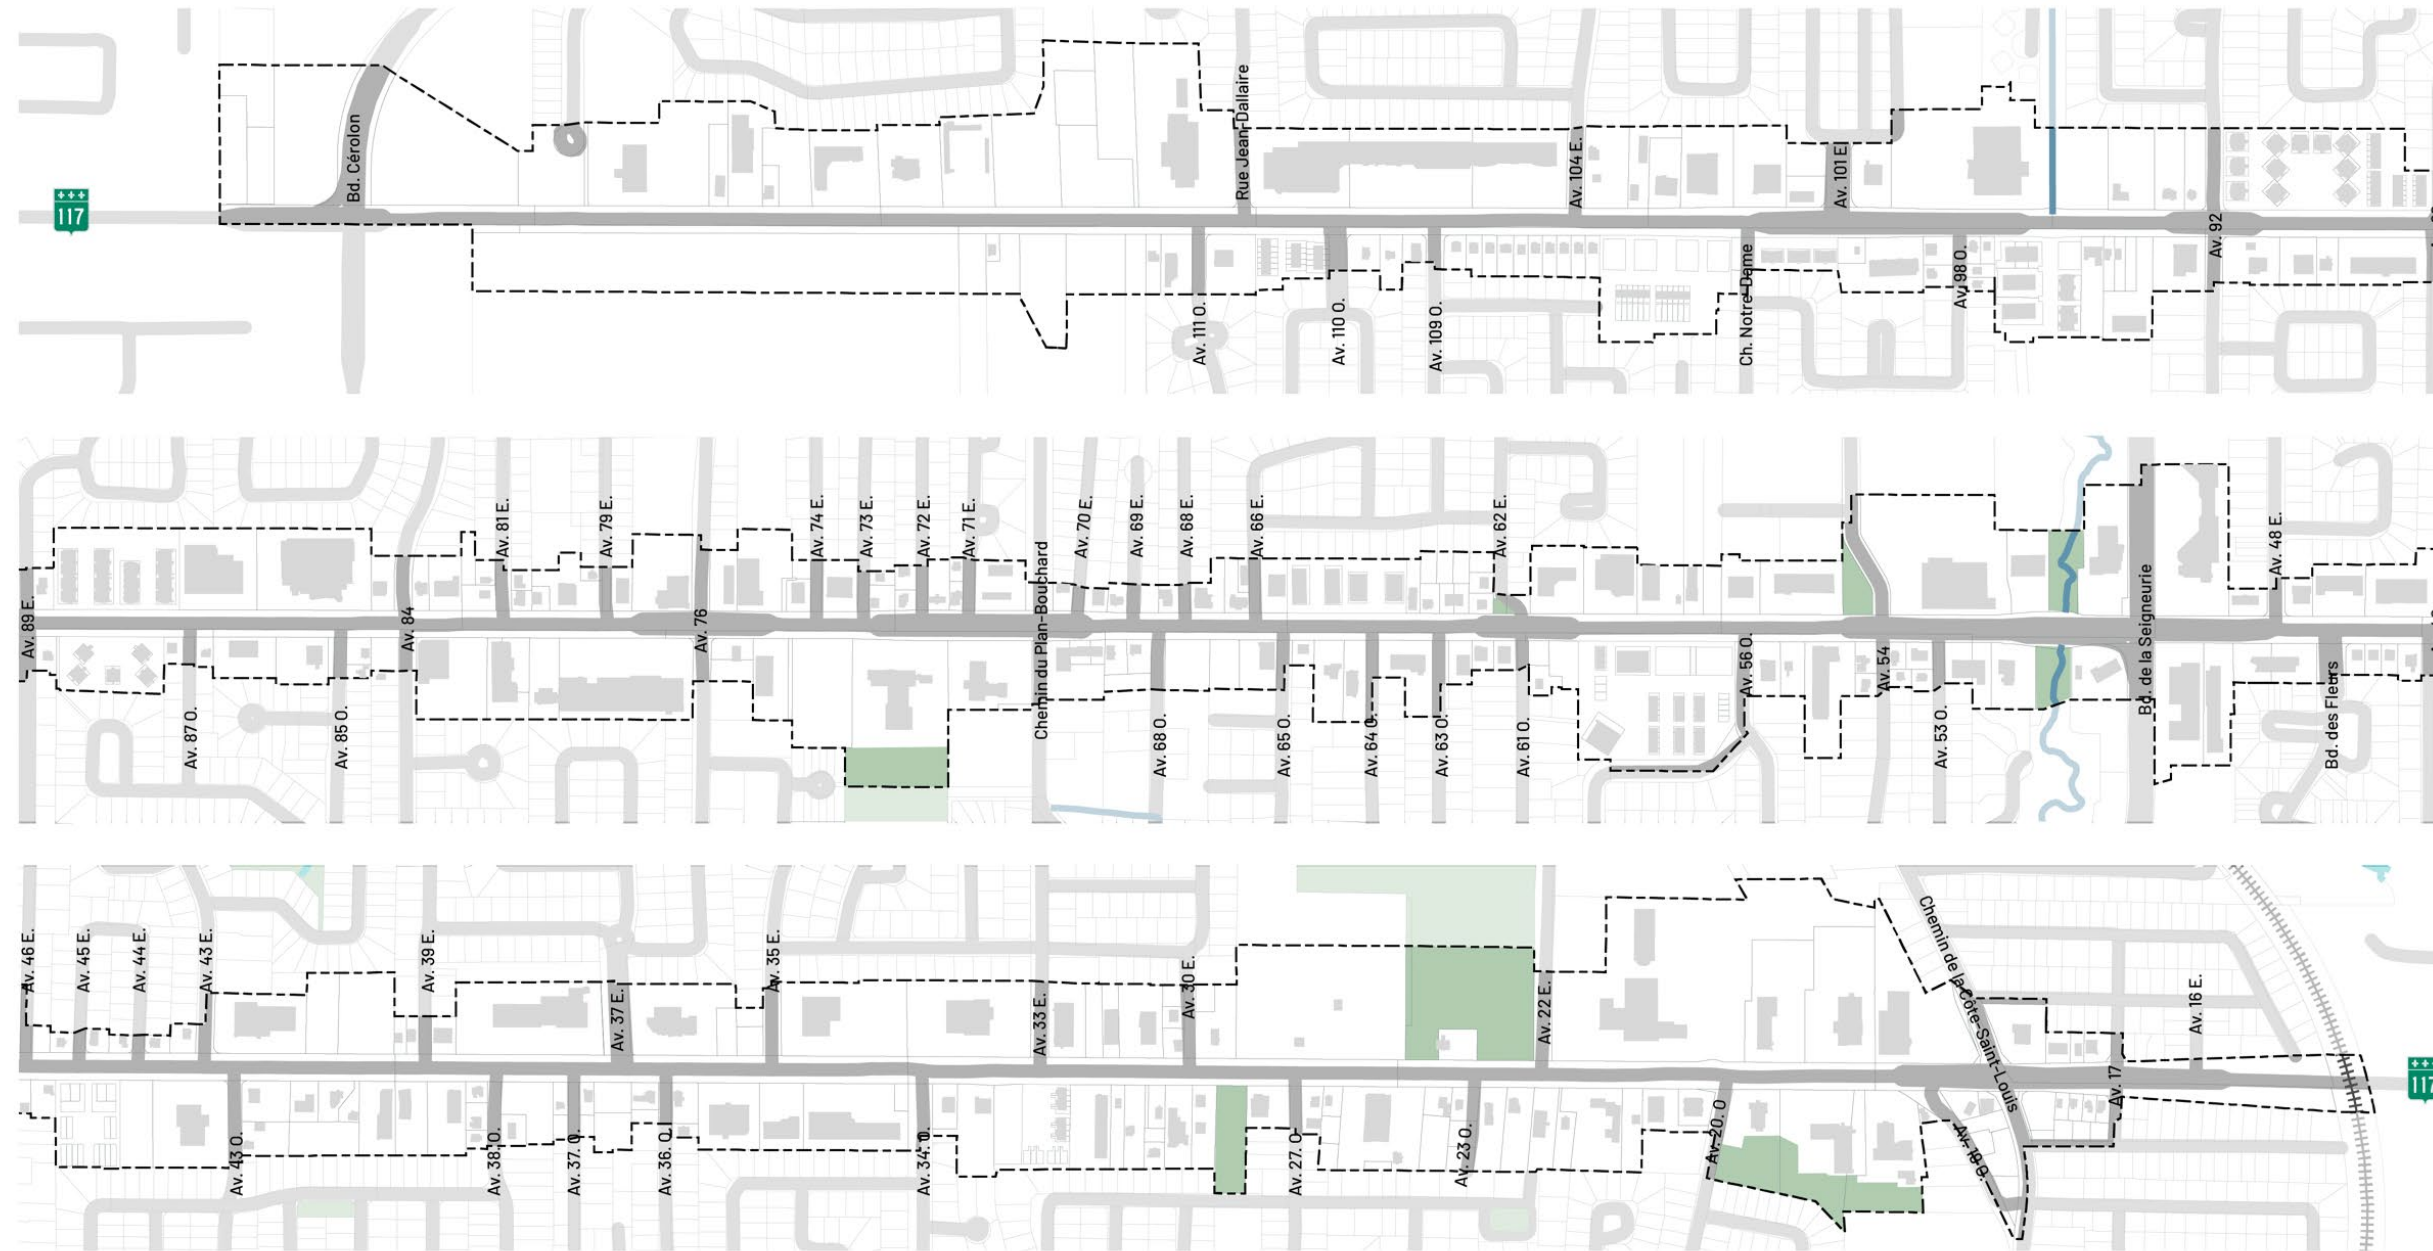 117
Bd. Cérolon
Rue Jean-Dallaire
Av. 104 E.
Av. 101 E
Av. 92
Av. 111 O.
Av. 110 O.
Av. 109 O.
Ch. Notre-Dame
Av. 98 O.
Av. 89 E.
Av. 84
Av. 81 E.
Av. 79 E.
Av. 76
Av. 74 E.
Av. 73 E.
Av. 72 E.
Av. 71 E.
Chemin du Plan-Bouchard
Av. 70 E.
Av. 69 E.
Av. 68 E.
Av. 66 E.
Av. 62 E.
Bd. de la Seigneurie
Av. 48 E.
Av. 87 O.
Av. 85 O.
Av. 68 O.
Av. 65 O.
Av. 64 O.
Av. 63 O.
Av. 61 O.
Av. 56 O.
Av. 54
Av. 53 O.
Bd. des Fleurs
Av. 46 E.
Av. 45 E.
Av. 44 E.
Av. 43 E.
Av. 39 E.
Av. 37 E.
Av. 35 E.
Av. 33 E.
Av. 30 E.
Av. 22 E.
Chemin de la Côte-Saint-Louis
Av. 17
Av. 16 E.
117
Av. 43 O.
Av. 38 O.
Av. 37 O.
Av. 36 O.
Av. 34 O.
Av. 27 O.
Av. 23 O.
Av. 20. O
Av. 19 O.